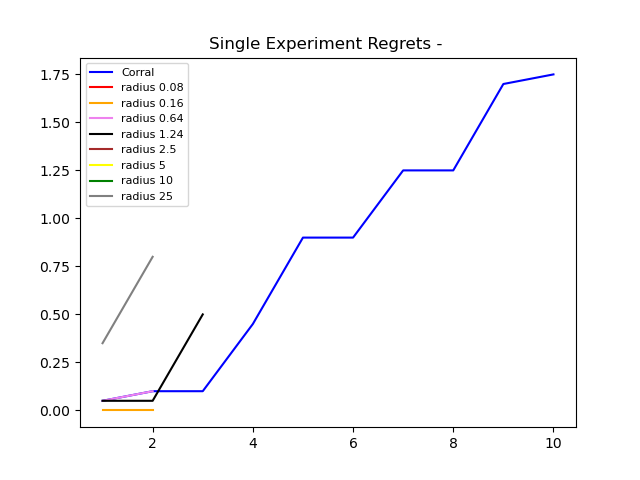 Single Experiment Regrets -
Corral
radius 0.08
radius 0.16
radius 0.64
radius 1.24
radius 2.5
radius 5
radius 10
radius 25
1.75
1.50
1.25
1.00
0.75
0.50
0.25
0.00
2 4 6 8 10